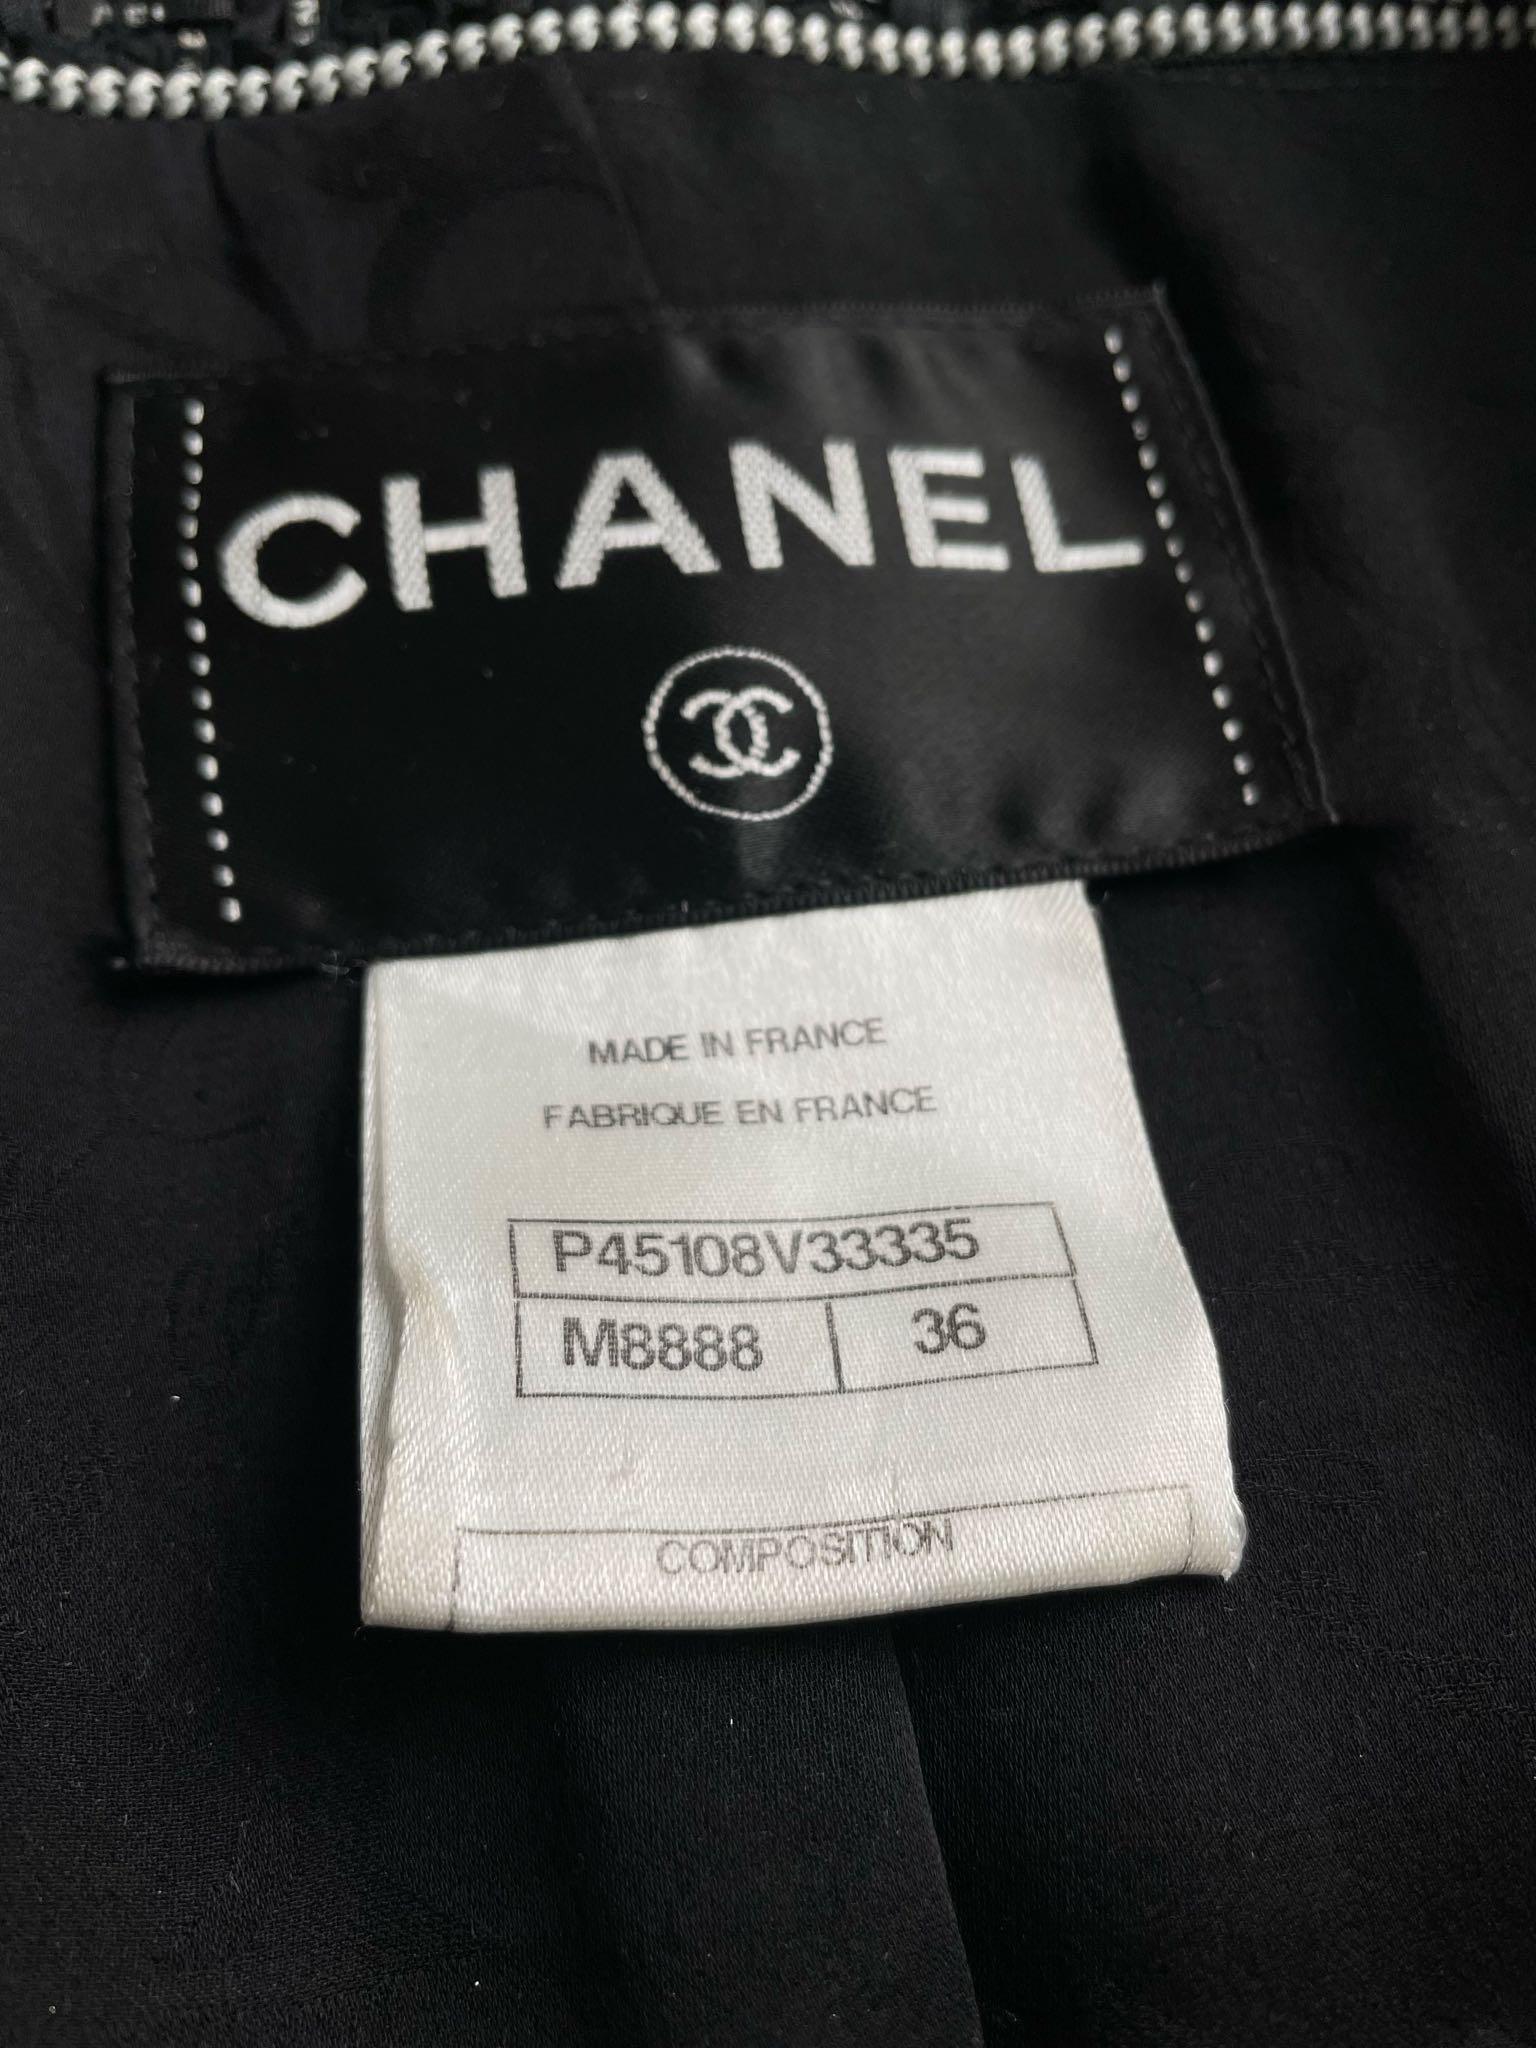 CHANEL
MADE IN FRANCE
FABRIQUE EN FRANCE
P45108V33335
M8888 36
COMPOSITION